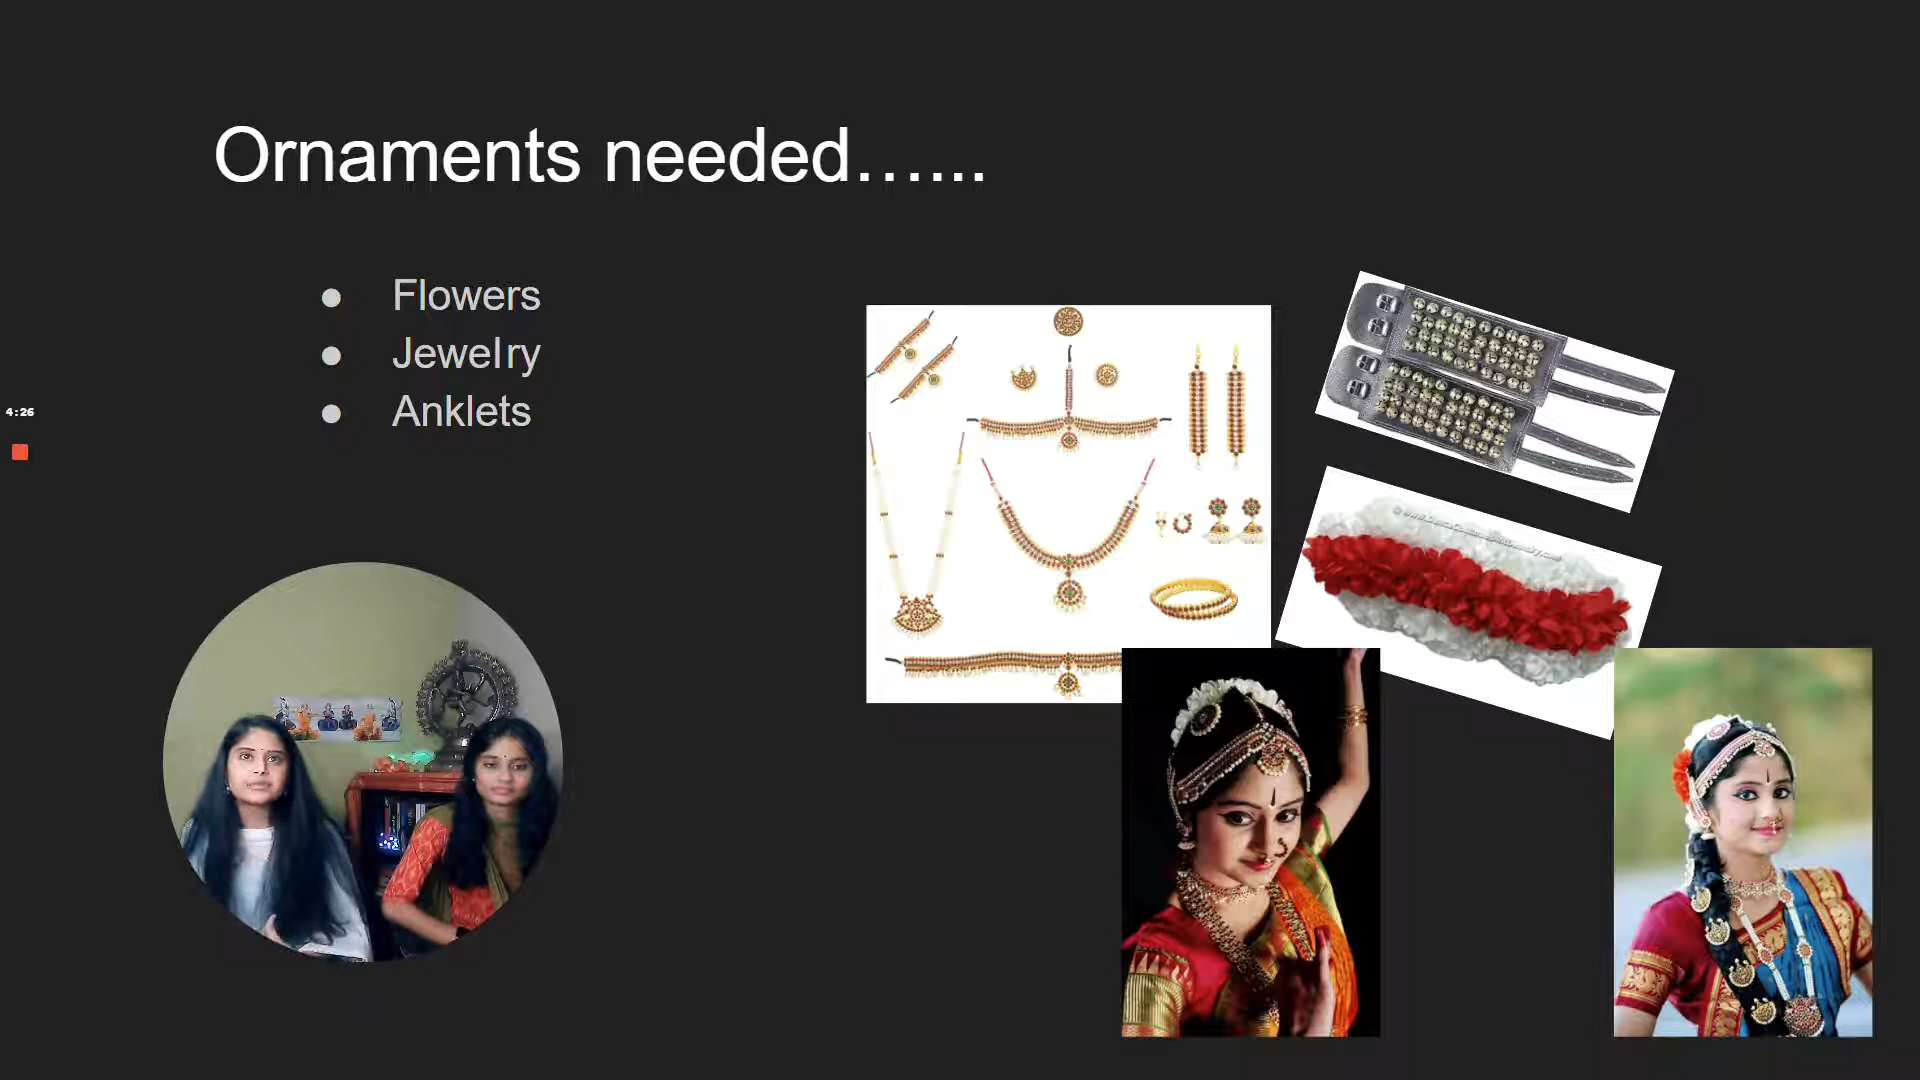 Ornaments needed…...
● Flowers
● Jewelry
● Anklets
4:26